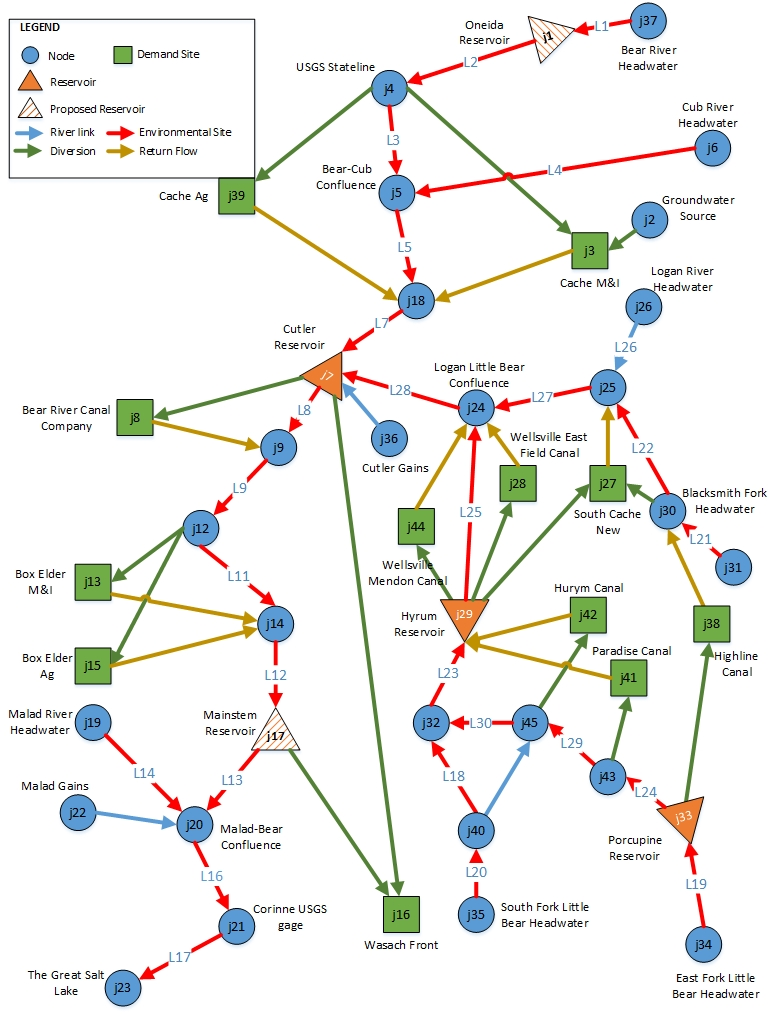 LEGEND
Node
Demand Site
Reservoir
Proposed Reservoir
River link
Environmental Site
Diversion
Return Flow
Oneida
Reservoir
j1
L1
j37
Bear River
Headwater
L2
USGS Stateline
j4
Cub River
Headwater
j6
L3
L4
Bear-Cub
Confluence
j5
Cache Ag
j39
Groundwater
Source
j2
L5
j3
Cache M&I
j18
Logan River
Headwater
j26
L7
Cutler
Reservoir
j7
L26
Logan Little Bear
Confluence
j25
L28
j24
L27
Bear River Canal
Company
j8
L8
j9
j36
Cutler Gains
Wellsville East
Field Canal
j28
j27
South Cache
New
L22
Blacksmith Fork
Headwater
j30
L9
j12
L25
j44
Wellsville
Mendon Canal
L21
j31
Box Elder
M&I
j13
L11
j14
Hyrum
Reservoir
j29
Hurym Canal
j42
j38
Highline
Canal
Box Elder
Ag
j15
L12
Paradise Canal
j41
L23
Malad River
Headwater
j19
Mainstem
Reservoir
j17
j32
L30
j45
L29
L14
L13
L18
j43
L24
Malad Gains
j22
j20
Malad-Bear
Confluence
j40
j33
Porcupine
Reservoir
L16
L20
L19
j21
Corinne USGS
gage
j16
Wasach Front
j35
South Fork Little
Bear Headwater
L17
The Great Salt
Lake
j23
j34
East Fork Little
Bear Headwater